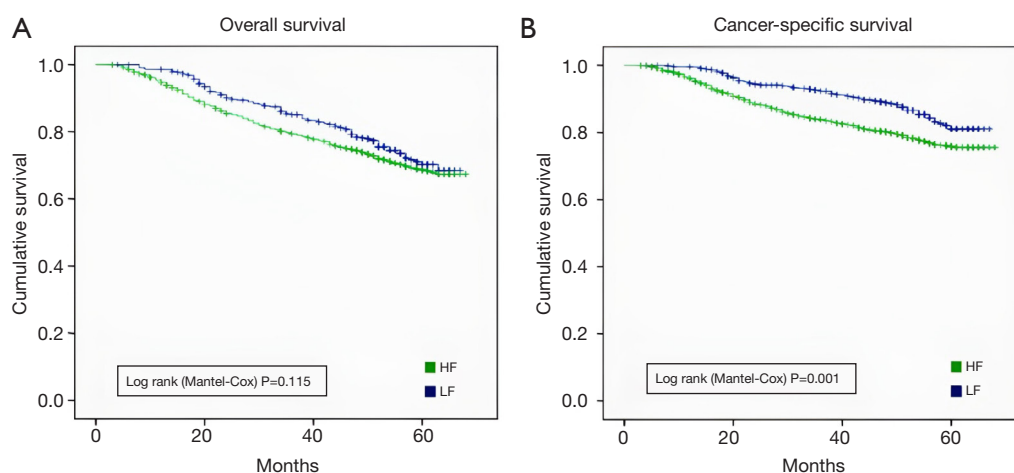 A
Overall survival
Cumulative survival
1.0
0.8
0.6
0.4
0.2
0.0
Log rank (Mantel-Cox) P=0.115
HF
LF
0
20
40
60
Months
B
Cancer-specific survival
Cumulative survival
1.0
0.8
0.6
0.4
0.2
0.0
Log rank (Mantel-Cox) P=0.001
HF
LF
0
20
40
60
Months